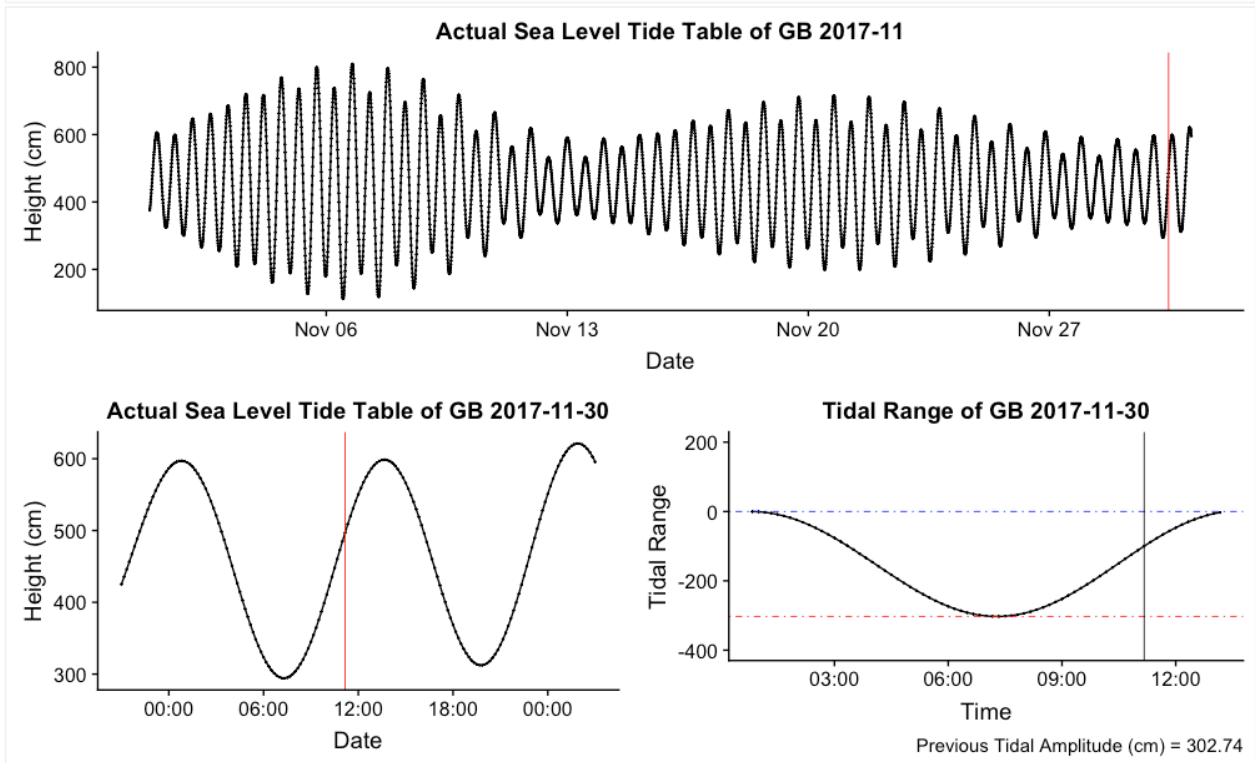 Actual Sea Level Tide Table of GB 2017-11
800
600
400
200
Height (cm)
Nov 06 Nov 13 Nov 20 Nov 27
Date
Actual Sea Level Tide Table of GB 2017-11-30
600
500
400
300
Height (cm)
00:00 06:00 12:00 18:00 00:00
Date
Tidal Range of GB 2017-11-30
200
0
-200
-400
Tidal Range
03:00 06:00 09:00 12:00
Time
Previous Tidal Amplitude (cm) = 302.74